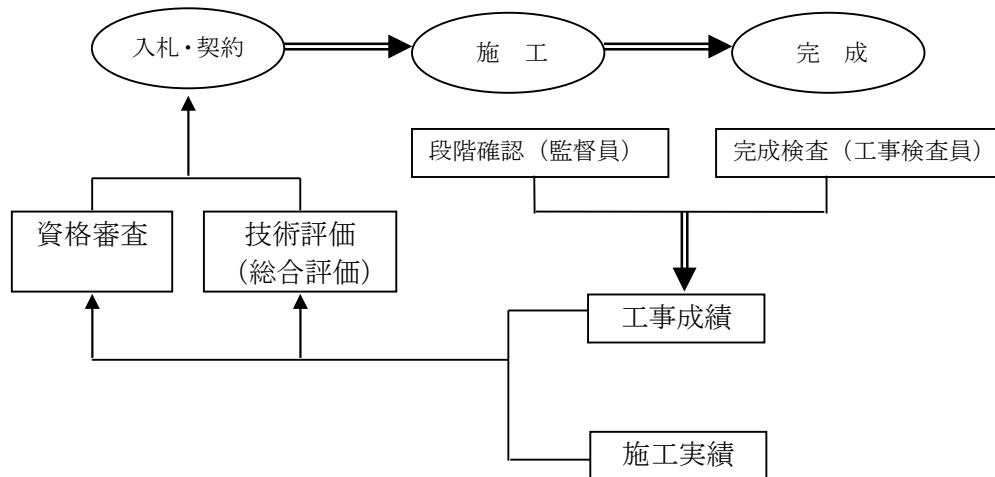 入札・契約
施　工
完　成
段階確認（監督員）
完成検査（工事検査員）
資格審査
技術評価
（総合評価）
工事成績
施工実績